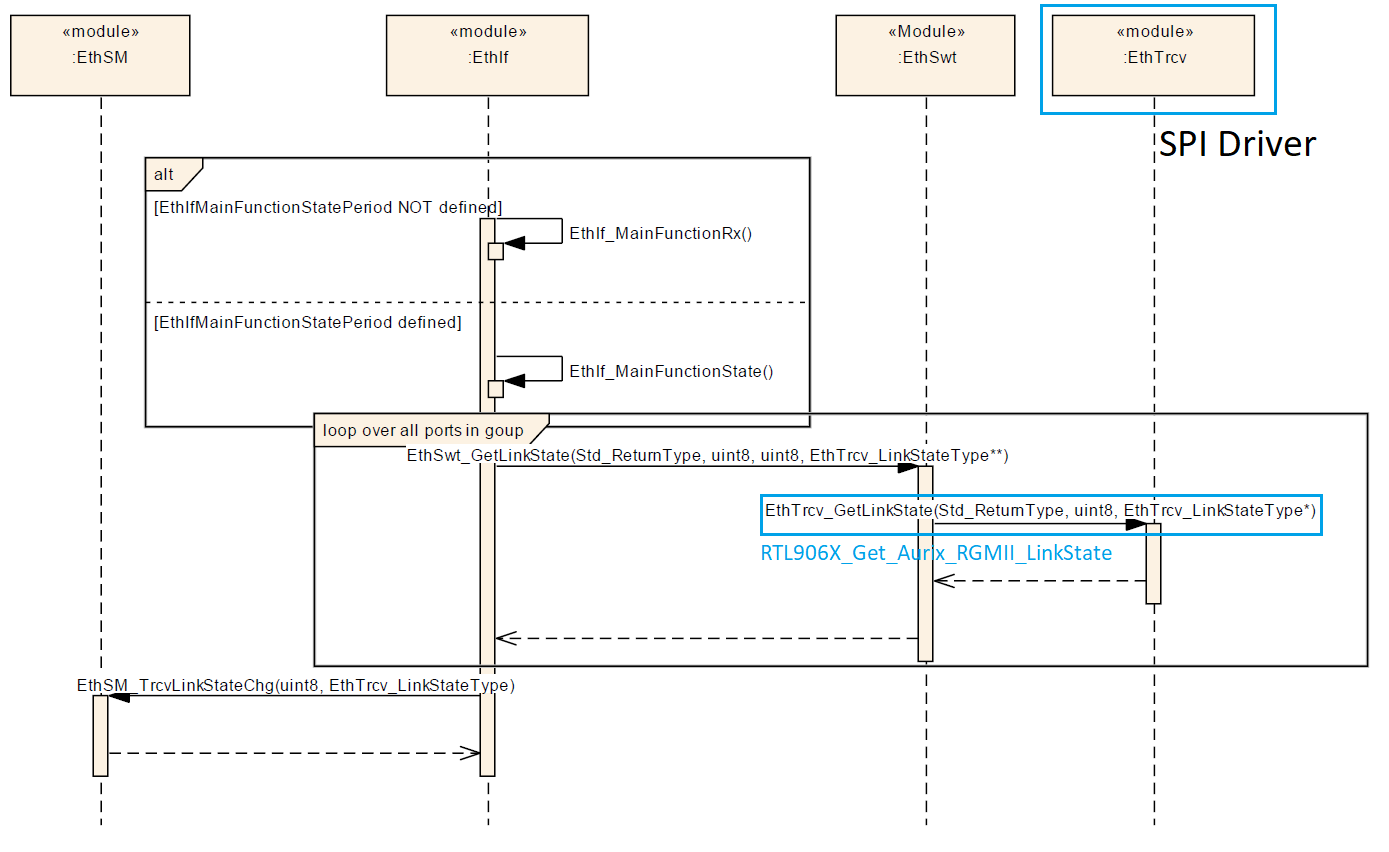 «module»
:EthSM
«module»
:EthIf
«Module»
:EthSwt
«module»
:EthTrcv
SPI Driver
alt
[EthIfMainFunctionStatePeriod NOT defined]
EthIf_MainFunctionRx()
[EthIfMainFunctionStatePeriod defined]
EthIf_MainFunctionState()
loop over all ports in goup
EthSwt_GetLinkState(Std_ReturnType, uint8, uint8, EthTrcv_LinkStateType**)
EthTrcv_GetLinkState(Std_ReturnType, uint8, EthTrcv_LinkStateType*)
RTL906X_Get_Aurix_RGMII_LinkState
EthSM_TrcvLinkStateChg(uint8, EthTrcv_LinkStateType)